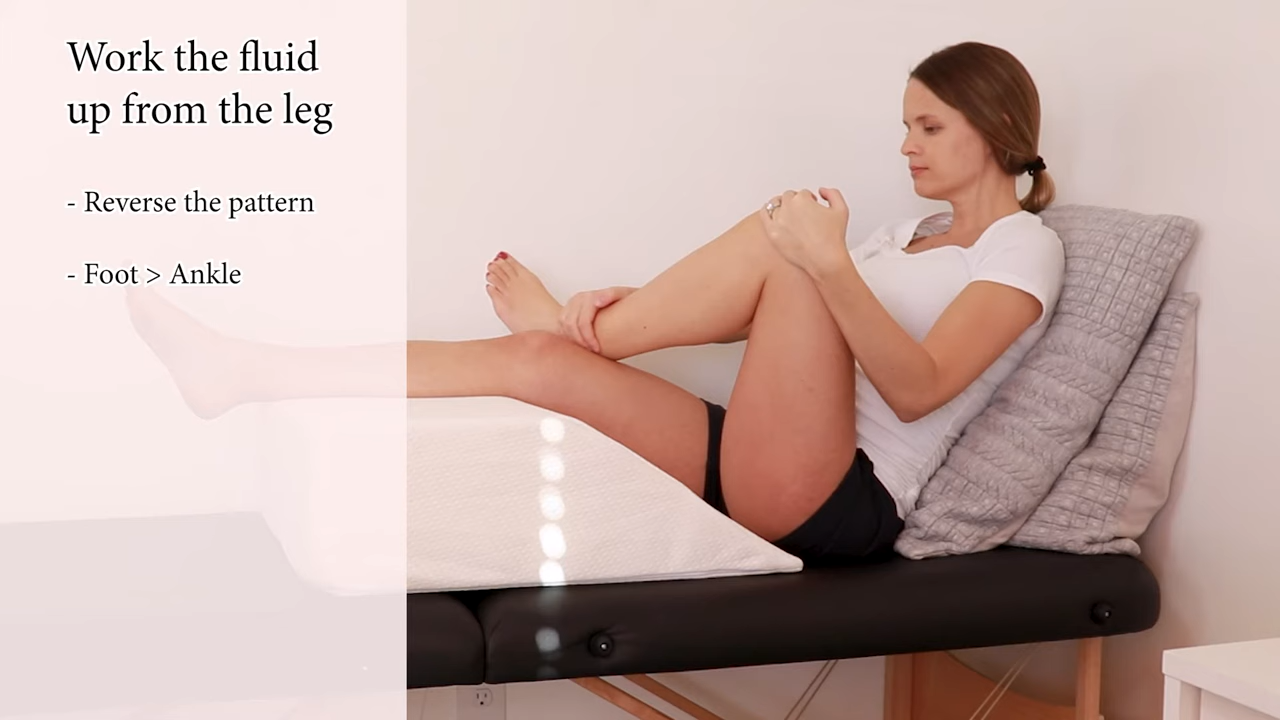 Work the fluid
up from the leg
- Reverse the pattern
- Foot > Ankle